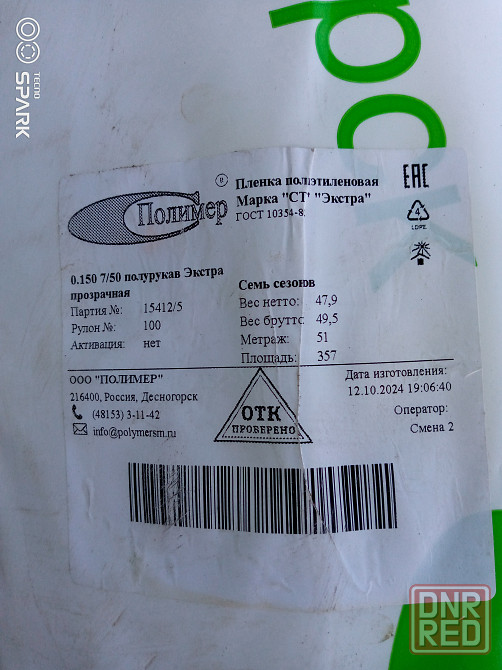 SPARK
TECNO
Полимер
®
Пленка полиэтиленовая
Марка "СТ" "Экстра"
ГОСТ 10354-8
EAC
4
LDPE
0.150 7/50 полурукав Экстра
прозрачная
Партия №: 15412/5
Рулон №: 100
Активация: нет
Семь сезонов
Вес нетто: 47,9
Вес брутто: 49,5
Метраж: 51
Площадь: 357
ООО "ПОЛИМЕР"
216400, Россия, Десногорск
(48153) 3-11-42
info@polymersm.ru
ОТК
ПРОВЕРЕНО
Дата изготовления:
12.10.2024 19:06:40
Оператор:
Смена 2
DNR
RED